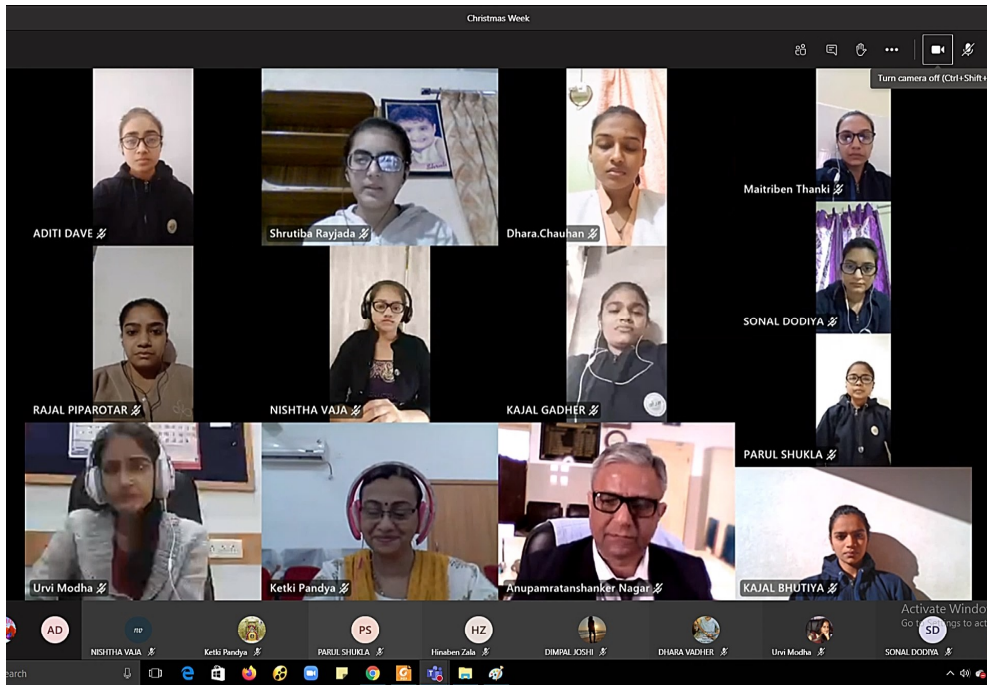 Christmas Week
Turn camera off (Ctrl+Shift+
ADITI DAVE
Shrutiba Rayjada
Dhara.Chauhan
Maitriben Thanki
SONAL DODIYA
RAJAL PIPAROTAR
NISHTHA VAJA
KAJAL GADHER
PARUL SHUKLA
Urvi Modha
Ketki Pandya
Anupamratanshanker Nagar
KAJAL BHUTIYA
Activate Windo
Go to Settings to act
AD
nv
PS
HZ
SD
NISHTHA VAJA
Ketki Pandya
PARUL SHUKLA
Hinaben Zala
DIMPAL JOSHI
DHARA VADHER
Urvi Modha
SONAL DODIYA
earch